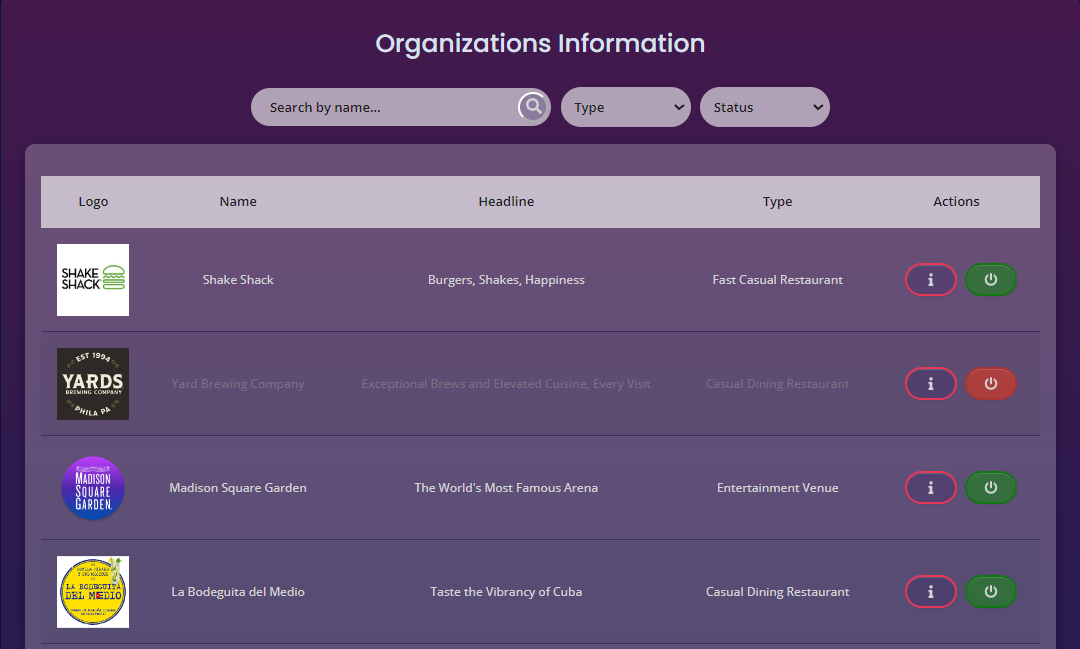 Organizations Information
Search by name...
Type
Status
Logo
Name
Headline
Type
Actions
SHAKE
SHACK
Shake Shack
Burgers, Shakes, Happiness
Fast Casual Restaurant
EST 1994
YARDS
BREWING COMPANY
PHILA PA
Yard Brewing Company
Exceptional Brews and Elevated Cuisine, Every Visit
Casual Dining Restaurant
MADISON
SQUARE
GARDEN
Madison Square Garden
The World's Most Famous Arena
Entertainment Venue
LA BODEGUITA
DEL MEDIO
La Bodeguita del Medio
Taste the Vibrancy of Cuba
Casual Dining Restaurant